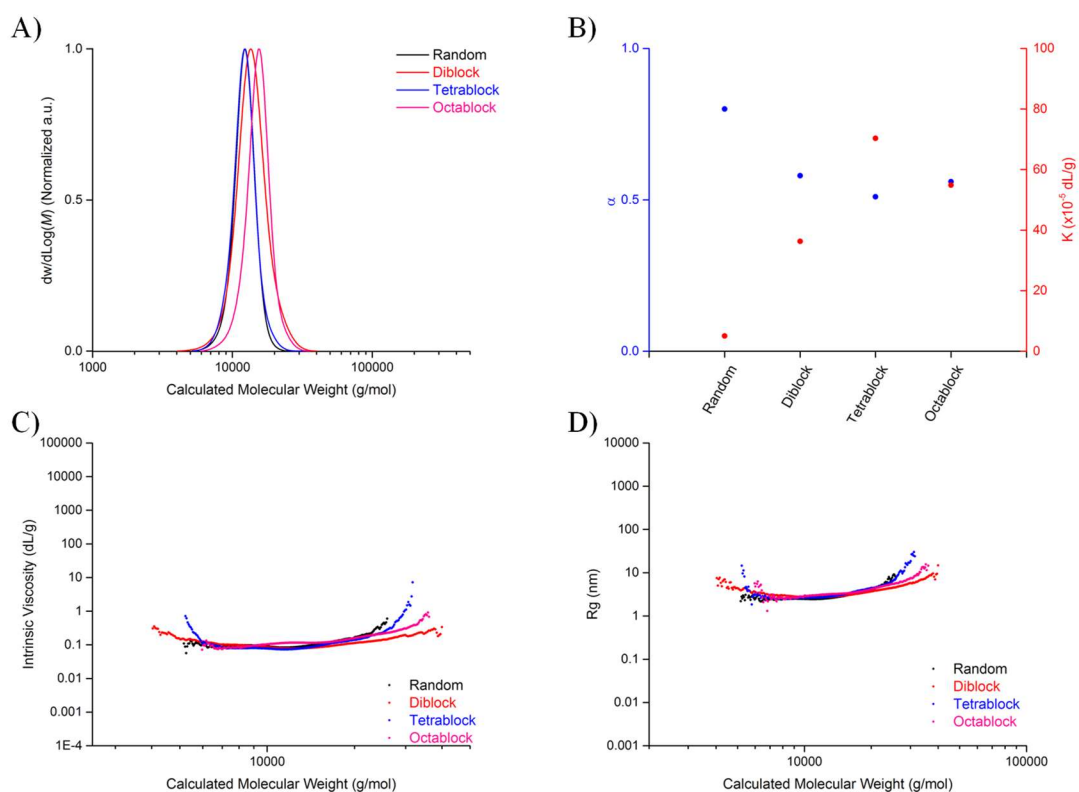 A)
1.0
0.5
0.0
dw/dLog(M) (Normalized a.u.)
1000
10000
100000
Calculated Molecular Weight (g/mol)
Random
Diblock
Tetrablock
Octablock
B)
1.0
0.5
0.0
α
100
80
60
40
20
0
K (x10⁻⁵ dL/g)
Random
Diblock
Tetrablock
Octablock
C)
100000
10000
1000
100
10
1
0.1
0.01
0.001
1E-4
Intrinsic Viscosity (dL/g)
10000
Calculated Molecular Weight (g/mol)
Random
Diblock
Tetrablock
Octablock
D)
10000
1000
100
10
1
0.1
0.01
0.001
Rg (nm)
10000
100000
Calculated Molecular Weight (g/mol)
Random
Diblock
Tetrablock
Octablock